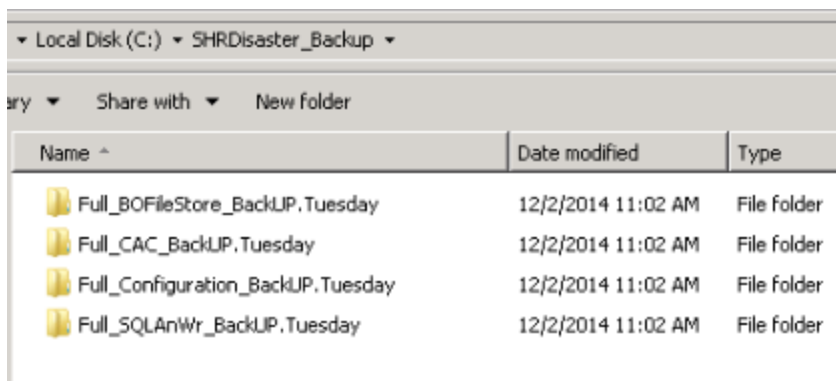 Local Disk (C:) SHRDisaster_Backup
ary Share with New folder
Name Date modified Type
Full_BOFileStore_BackUP.Tuesday 12/2/2014 11:02 AM File folder
Full_CAC_BackUP.Tuesday 12/2/2014 11:02 AM File folder
Full_Configuration_BackUP.Tuesday 12/2/2014 11:02 AM File folder
Full_SQLAnWr_BackUP.Tuesday 12/2/2014 11:02 AM File folder